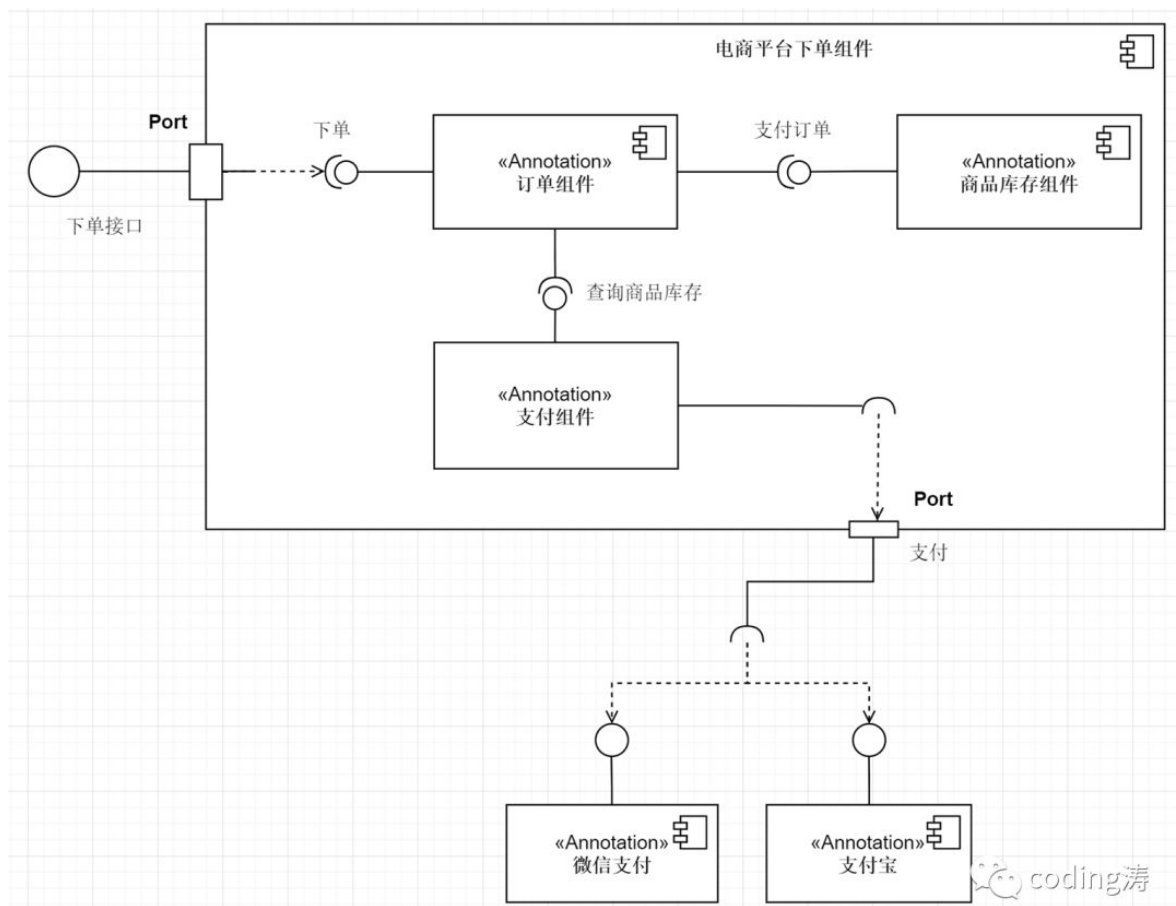 电商平台下单组件
Port
下单
支付订单
«Annotation»
订单组件
«Annotation»
商品库存组件
下单接口
查询商品库存
«Annotation»
支付组件
Port
支付
«Annotation»
微信支付
«Annotation»
支付宝
coding涛